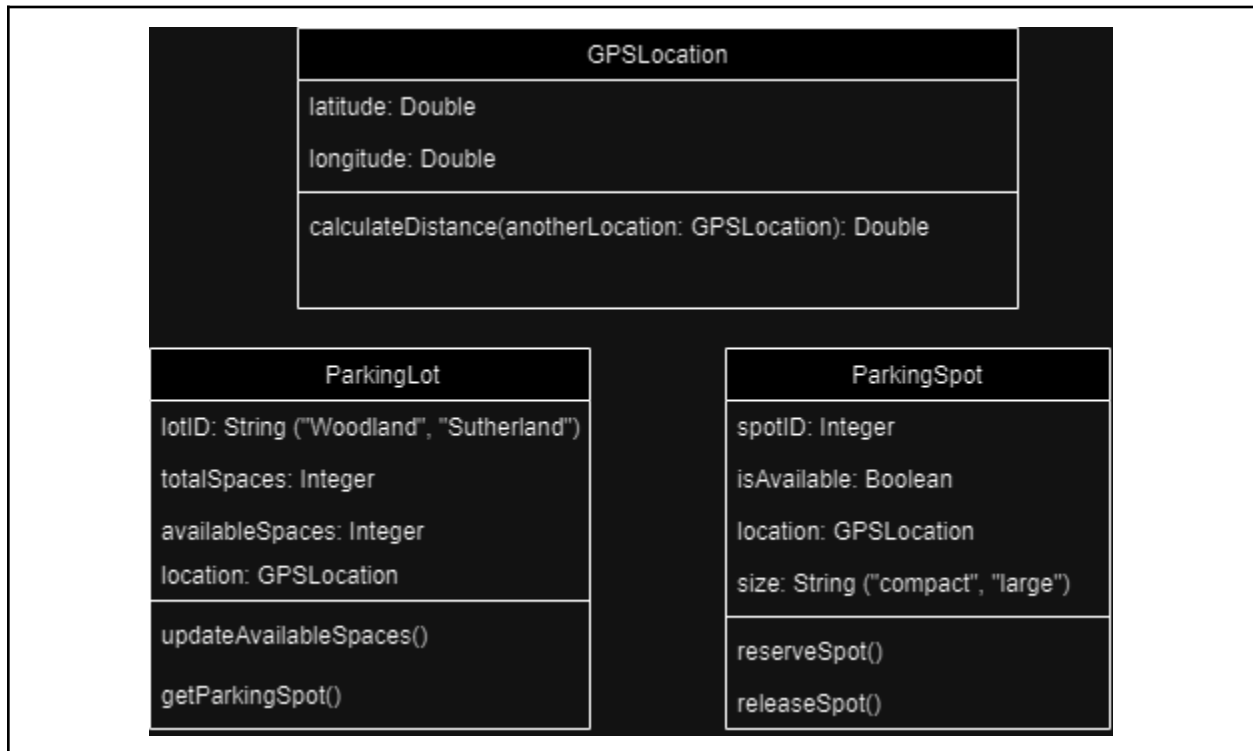 GPSLocation
latitude: Double
longitude: Double
calculateDistance(anotherLocation: GPSLocation): Double
ParkingLot
lotID: String ("Woodland", "Sutherland")
totalSpaces: Integer
availableSpaces: Integer
location: GPSLocation
updateAvailableSpaces()
getParkingSpot()
ParkingSpot
spotID: Integer
isAvailable: Boolean
location: GPSLocation
size: String ("compact", "large")
reserveSpot()
releaseSpot()